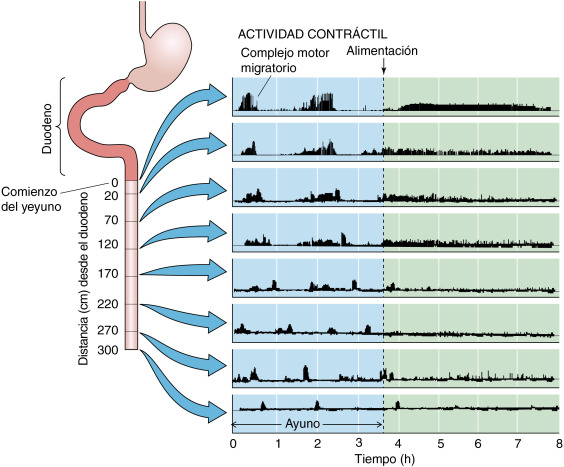 ACTIVIDAD CONTRÁCTIL
Complejo motor
migratorio
Alimentación
Duodeno
Comienzo
del yeyuno
Distancia (cm) desde el duodeno
0
20
70
120
170
220
270
300
Ayuno
0 1 2 3 4 5 6 7 8
Tiempo (h)